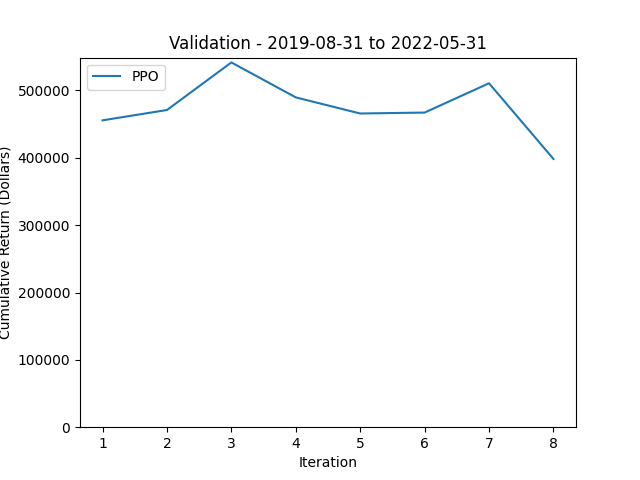 Validation - 2019-08-31 to 2022-05-31
PPO
500000
400000
300000
200000
100000
0
Cumulative Return (Dollars)
1 2 3 4 5 6 7 8
Iteration